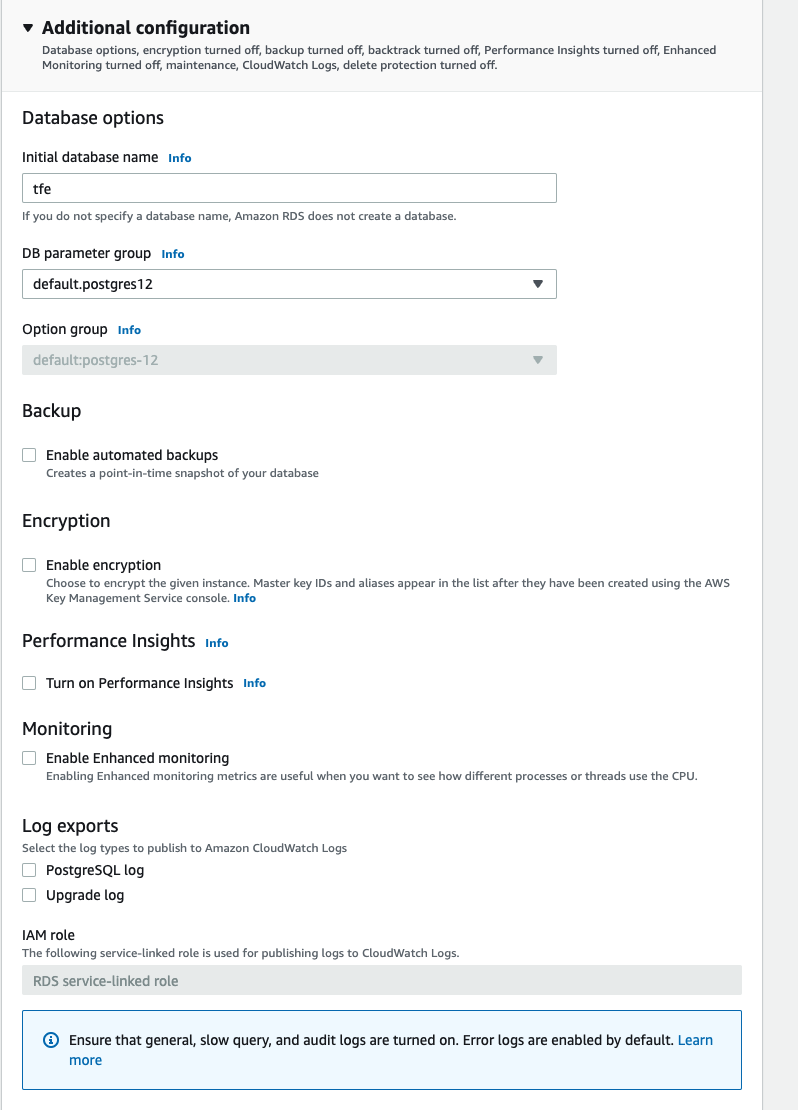 Additional configuration
Database options, encryption turned off, backup turned off, backtrack turned off, Performance Insights turned off, Enhanced
Monitoring turned off, maintenance, CloudWatch Logs, delete protection turned off.
Database options
Initial database name Info
tfe
If you do not specify a database name, Amazon RDS does not create a database.
DB parameter group Info
default.postgres12
Option group Info
default:postgres-12
Backup
Enable automated backups
Creates a point-in-time snapshot of your database
Encryption
Enable encryption
Choose to encrypt the given instance. Master key IDs and aliases appear in the list after they have been created using the AWS
Key Management Service console. Info
Performance Insights Info
Turn on Performance Insights Info
Monitoring
Enable Enhanced monitoring
Enabling Enhanced monitoring metrics are useful when you want to see how different processes or threads use the CPU.
Log exports
Select the log types to publish to Amazon CloudWatch Logs
PostgreSQL log
Upgrade log
IAM role
The following service-linked role is used for publishing logs to CloudWatch Logs.
RDS service-linked role
Ensure that general, slow query, and audit logs are turned on. Error logs are enabled by default. Learn
more